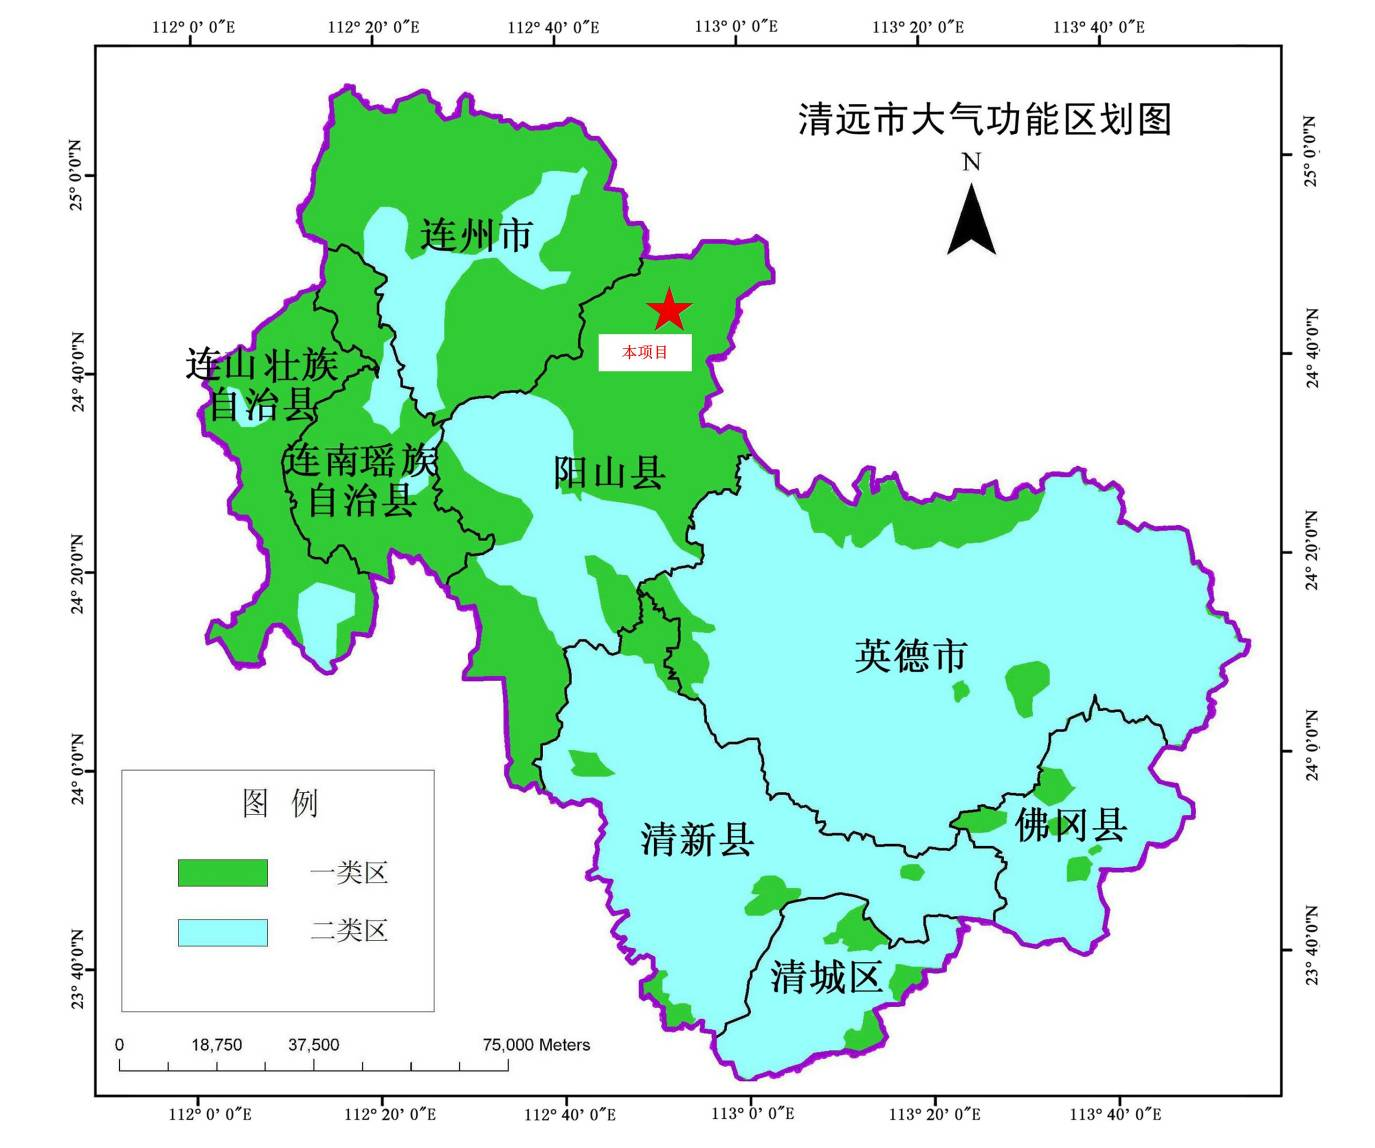 112° 0′ 0″E
112° 20′ 0″E
112° 40′ 0″E
113° 0′ 0″E
113° 20′ 0″E
113° 40′ 0″E
清远市大气功能区划图
N
25° 0′0″N
25° 0′0″N
连州市
本项目
24° 40′0″N
24° 40′0″N
连山壮族
自治县
连南瑶族
自治县
阳山县
24° 20′0″N
24° 20′0″N
英德市
24° 0′0″N
24° 0′0″N
图 例
一类区
二类区
清新县
佛冈县
清城区
23° 40′0″N
23° 40′0″N
0
18,750
37,500
75,000 Meters
112° 0′ 0″E
112° 20′ 0″E
112° 40′ 0″E
113° 0′ 0″E
113° 20′ 0″E
113° 40′ 0″E